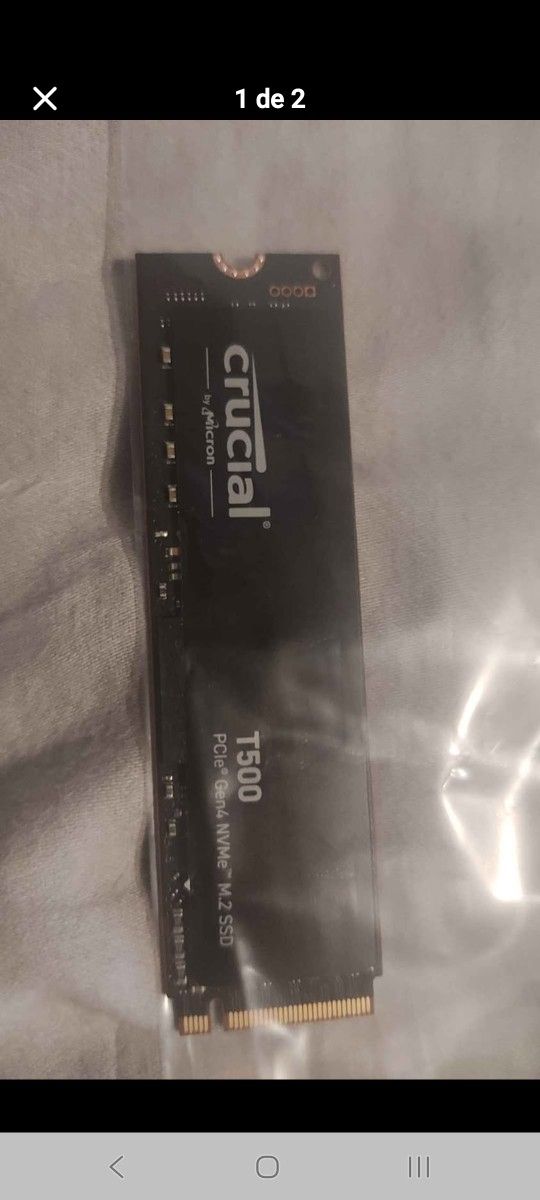 1 de 2
crucial®
by Micron
T500
PCIe® Gen4 NVMe™ M.2 SSD